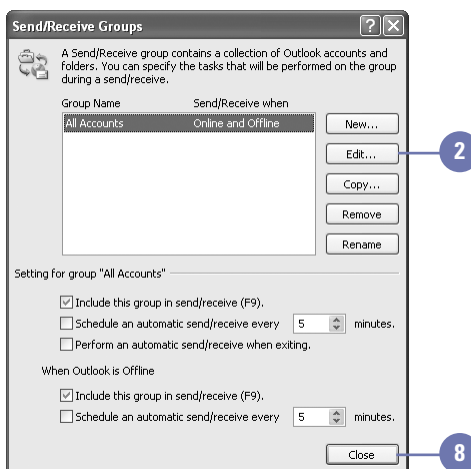 Send/Receive Groups
A Send/Receive group contains a collection of Outlook accounts and
folders. You can specify the tasks that will be performed on the group
during a send/receive.
Group Name Send/Receive when
All Accounts Online and Offline
New...
Edit...
2
Copy...
Remove
Rename
Setting for group "All Accounts"
Include this group in send/receive (F9).
Schedule an automatic send/receive every 5 minutes.
Perform an automatic send/receive when exiting.
When Outlook is Offline
Include this group in send/receive (F9).
Schedule an automatic send/receive every 5 minutes.
Close
8